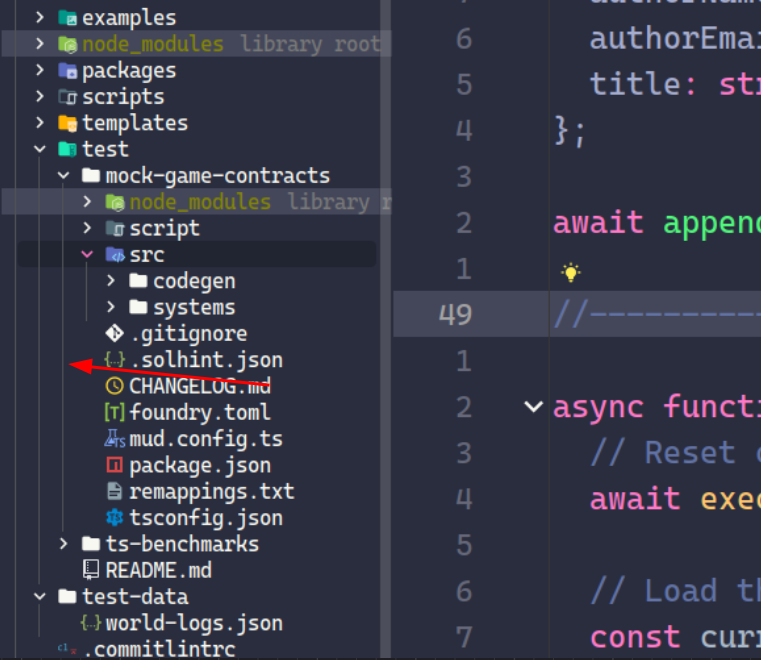 examples
node_modules library root
packages
scripts
templates
test
mock-game-contracts
node_modules library
script
src
codegen
systems
.gitignore
{..} .solhint.json
CHANGELOG.md
[T] foundry.toml
TS mud.config.ts
package.json
remappings.txt
tsconfig.json
ts-benchmarks
README.md
test-data
{..} world-logs.json
.commitlintrc
6 authorEmai
5 title: str
4 };
3
2 await append
1
49 //----------
1
2 async functi
3 // Reset c
4 await exec
5
6 // Load th
7 const curr